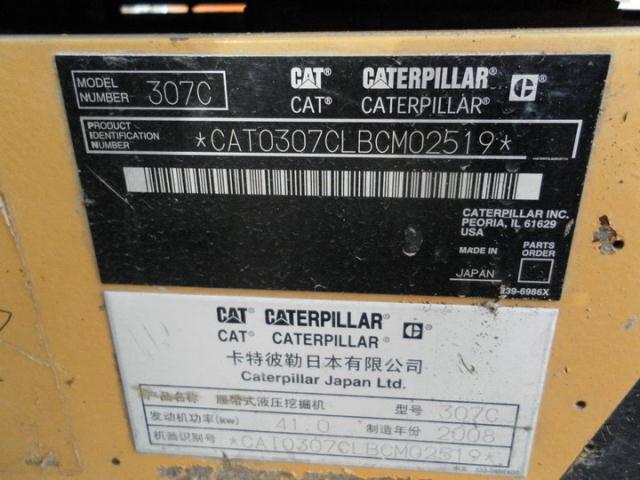 MODEL NUMBER 307C
CAT® CATERPILLAR®
CAT® CATERPILLAR®
PRODUCT IDENTIFICATION NUMBER *CAT0307CLBCM02519*
CATERPILLAR INC.
PEORIA, IL 61629
USA
MADE IN
PARTS ORDER
JAPAN
239-6986X
CAT® CATERPILLAR®
CAT® CATERPILLAR®
卡特彼勒日本有限公司
Caterpillar Japan Ltd.
产品名称 履带式液压挖掘机 型号 307C
发动机功率(kw) 41.0 制造年份 2008
机器识别号 *CAT0307CLBCM02519*